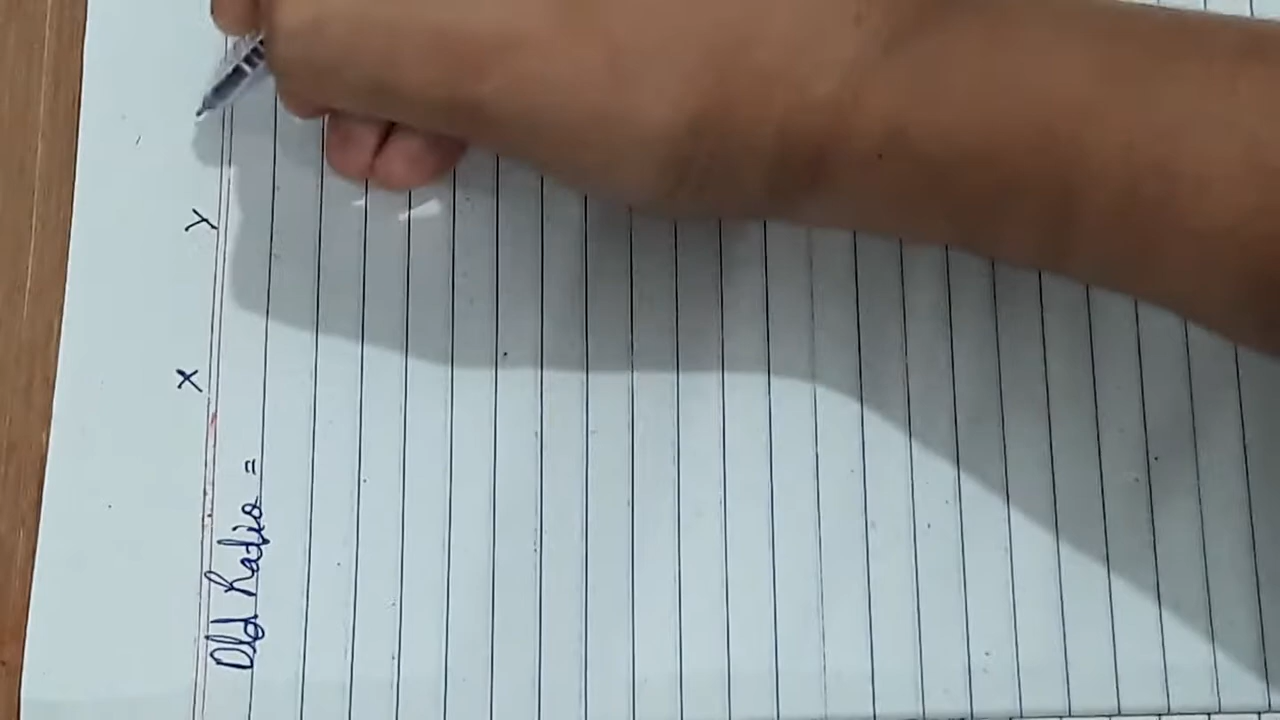 X Y
Old Ratio =